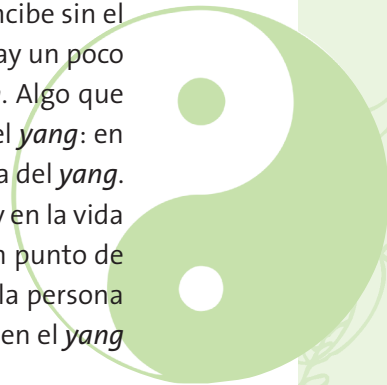 ncibe sin el
ay un poco
. Algo que
el yang: en
a del yang.
y en la vida
n punto de
la persona
en el yang